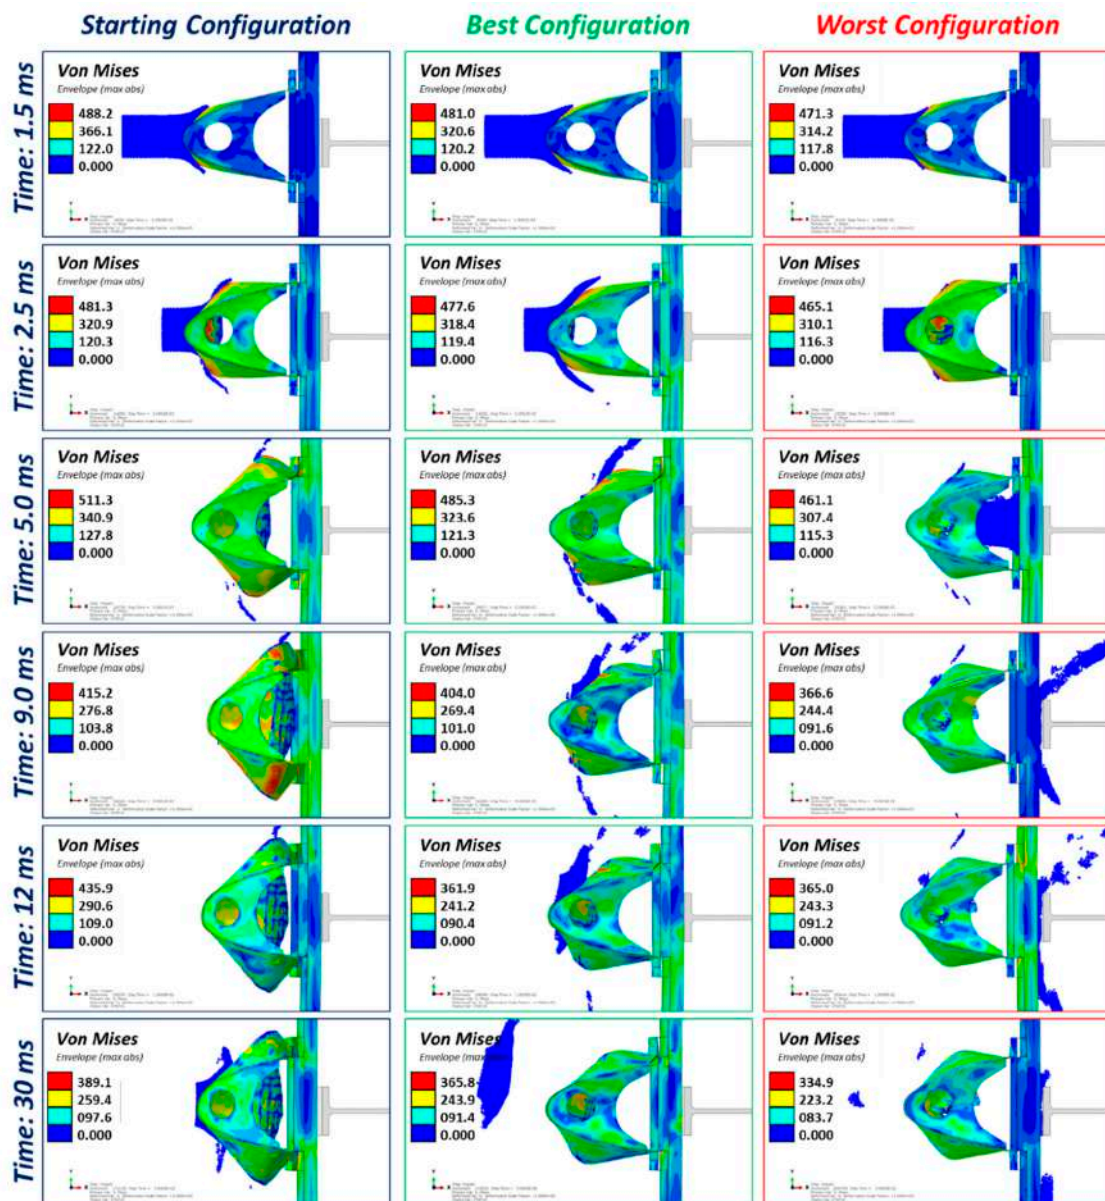 Starting Configuration
Best Configuration
Worst Configuration
Time: 1.5 ms
Von Mises
Envelope (max abs)
488.2
366.1
122.0
0.000
Von Mises
Envelope (max abs)
481.0
320.6
120.2
0.000
Von Mises
Envelope (max abs)
471.3
314.2
117.8
0.000
Time: 2.5 ms
Von Mises
Envelope (max abs)
481.3
320.9
120.3
0.000
Von Mises
Envelope (max abs)
477.6
318.4
119.4
0.000
Von Mises
Envelope (max abs)
465.1
310.1
116.3
0.000
Time: 5.0 ms
Von Mises
Envelope (max abs)
511.3
340.9
127.8
0.000
Von Mises
Envelope (max abs)
485.3
323.6
121.3
0.000
Von Mises
Envelope (max abs)
461.1
307.4
115.3
0.000
Time: 9.0 ms
Von Mises
Envelope (max abs)
415.2
276.8
103.8
0.000
Von Mises
Envelope (max abs)
404.0
269.4
101.0
0.000
Von Mises
Envelope (max abs)
366.6
244.4
091.6
0.000
Time: 12 ms
Von Mises
Envelope (max abs)
435.9
290.6
109.0
0.000
Von Mises
Envelope (max abs)
361.9
241.2
090.4
0.000
Von Mises
Envelope (max abs)
365.0
243.3
091.2
0.000
Time: 30 ms
Von Mises
Envelope (max abs)
389.1
259.4
097.6
0.000
Von Mises
Envelope (max abs)
365.8
243.9
091.4
0.000
Von Mises
Envelope (max abs)
334.9
223.2
083.7
0.000